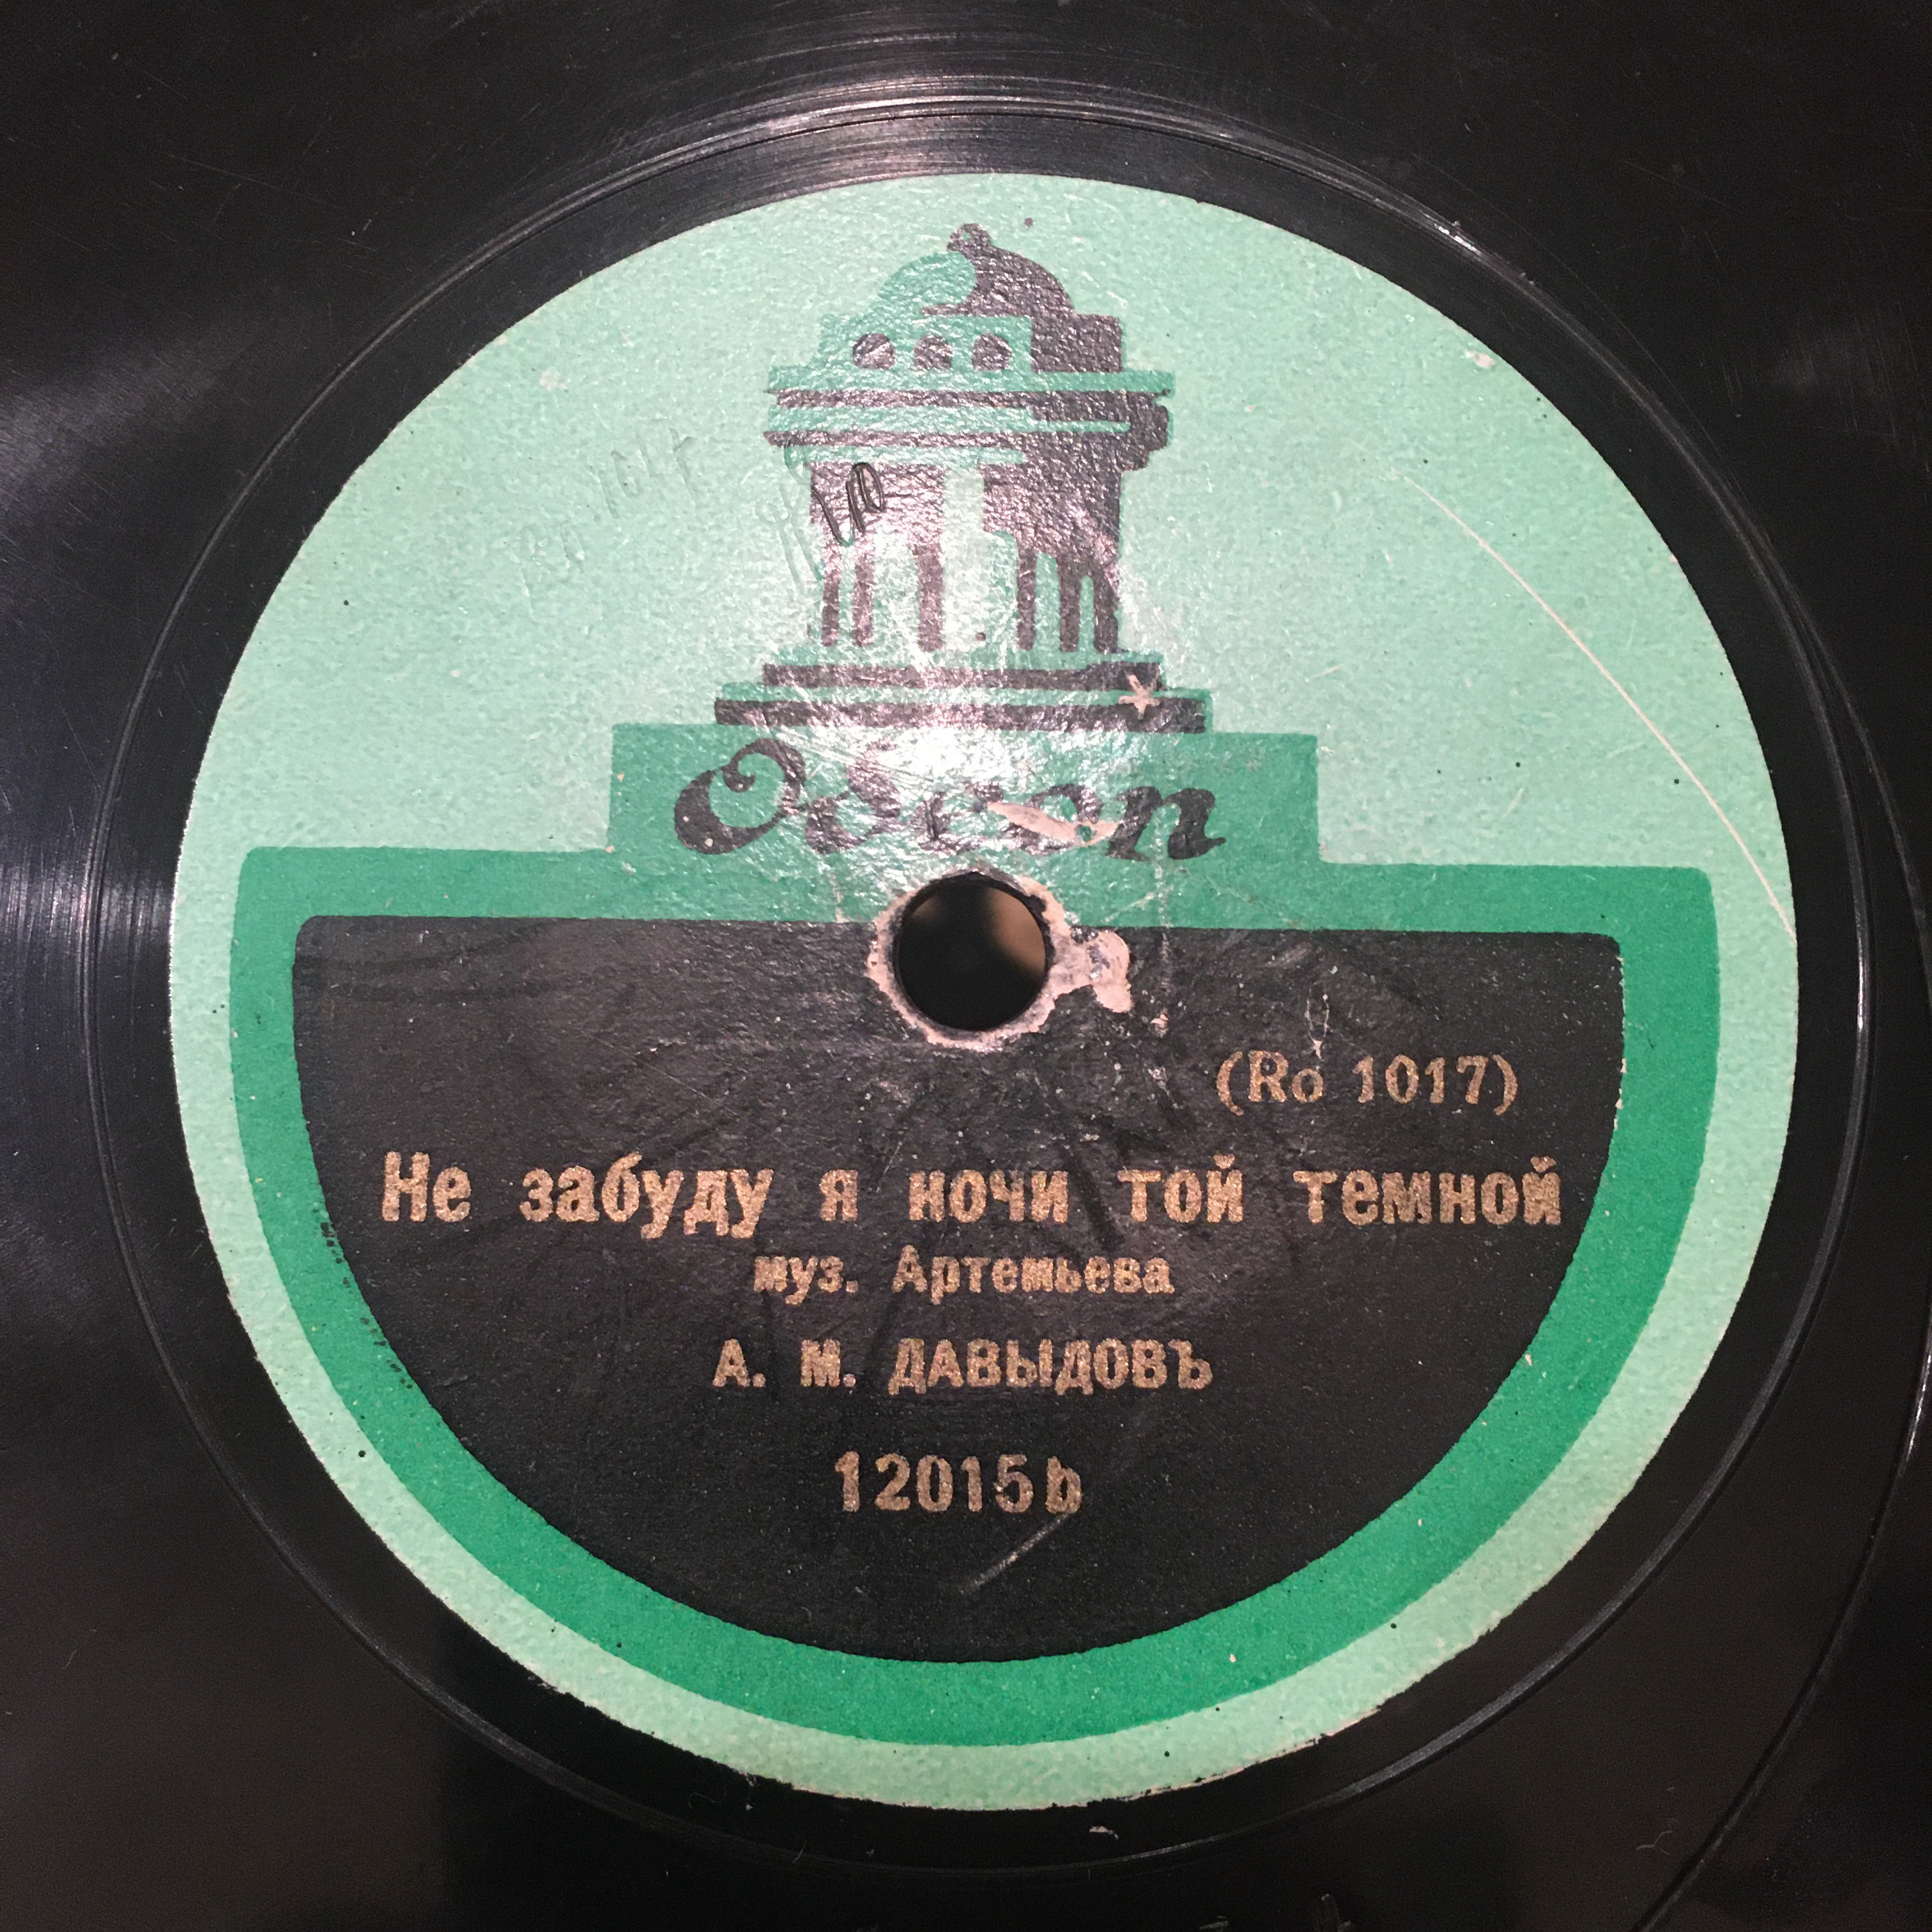 Odeon
(Ro 1017)
Не забуду я ночи той темной
муз. Артемьева
А. М. ДАВЫДОВЪ
12015b